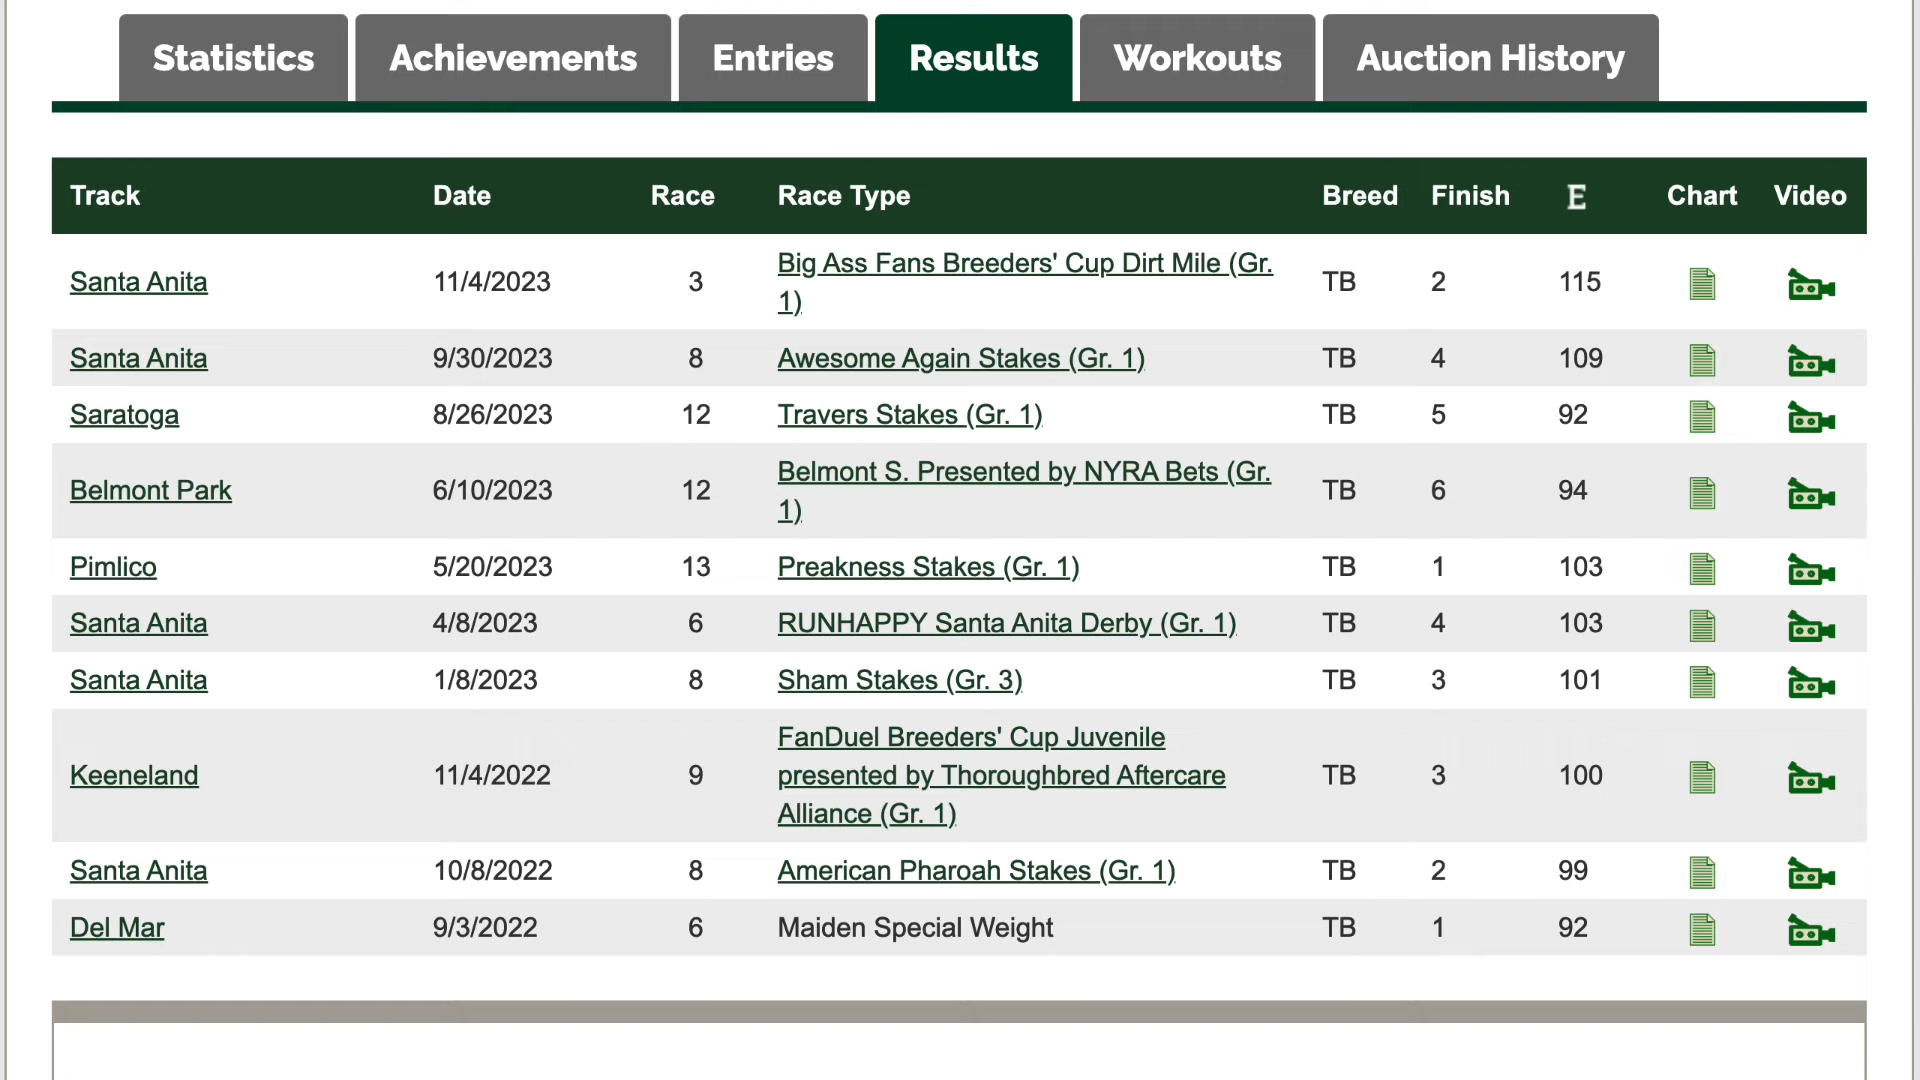 Statistics Achievements Entries Results Workouts Auction History
Track Date Race Race Type Breed Finish E Chart Video
Santa Anita 11/4/2023 3 Big Ass Fans Breeders' Cup Dirt Mile (Gr.
1) TB 2 115
Santa Anita 9/30/2023 8 Awesome Again Stakes (Gr. 1) TB 4 109
Saratoga 8/26/2023 12 Travers Stakes (Gr. 1) TB 5 92
Belmont Park 6/10/2023 12 Belmont S. Presented by NYRA Bets (Gr.
1) TB 6 94
Pimlico 5/20/2023 13 Preakness Stakes (Gr. 1) TB 1 103
Santa Anita 4/8/2023 6 RUNHAPPY Santa Anita Derby (Gr. 1) TB 4 103
Santa Anita 1/8/2023 8 Sham Stakes (Gr. 3) TB 3 101
Keeneland 11/4/2022 9 FanDuel Breeders' Cup Juvenile
presented by Thoroughbred Aftercare
Alliance (Gr. 1) TB 3 100
Santa Anita 10/8/2022 8 American Pharoah Stakes (Gr. 1) TB 2 99
Del Mar 9/3/2022 6 Maiden Special Weight TB 1 92